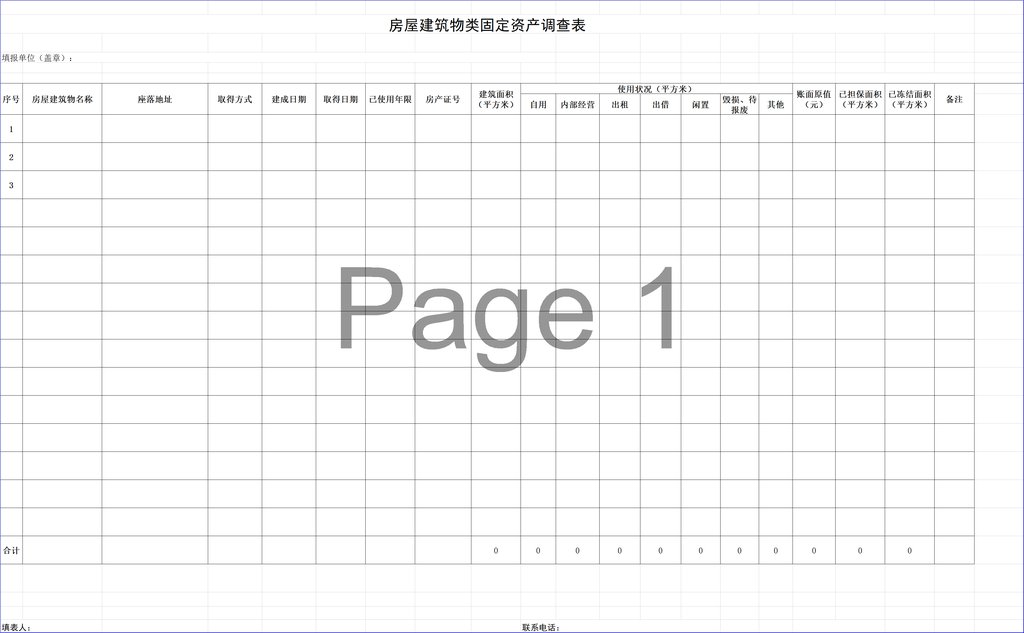 房屋建筑物类固定资产调查表
填报单位（盖章）：
序号 房屋建筑物名称 座落地址 取得方式 建成日期 取得日期 已使用年限 房产证号 建筑面积（平方米） 使用状况（平方米） 账面原值（元） 已担保面积（平方米） 已冻结面积（平方米） 备注
自用 内部经营 出租 出借 闲置 毁损、待报废 其他
1
2
3
Page 1
合计 0 0 0 0 0 0 0 0 0 0 0
填表人： 联系电话：